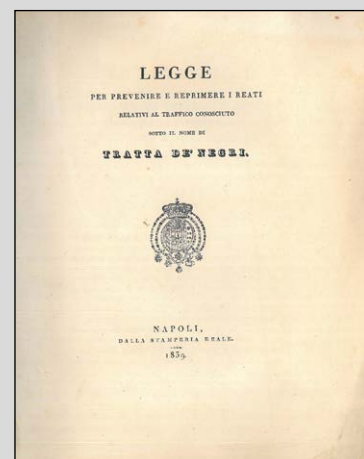 LEGGE
PER PREVENIRE E REPRIMERE I REATI
RELATIVI AL TRAFFICO CONOSCIUTO
SOTTO IL NOME DI
TRATTA DE' NEGRI.
NAPOLI,
DALLA STAMPERIA REALE.
1839.